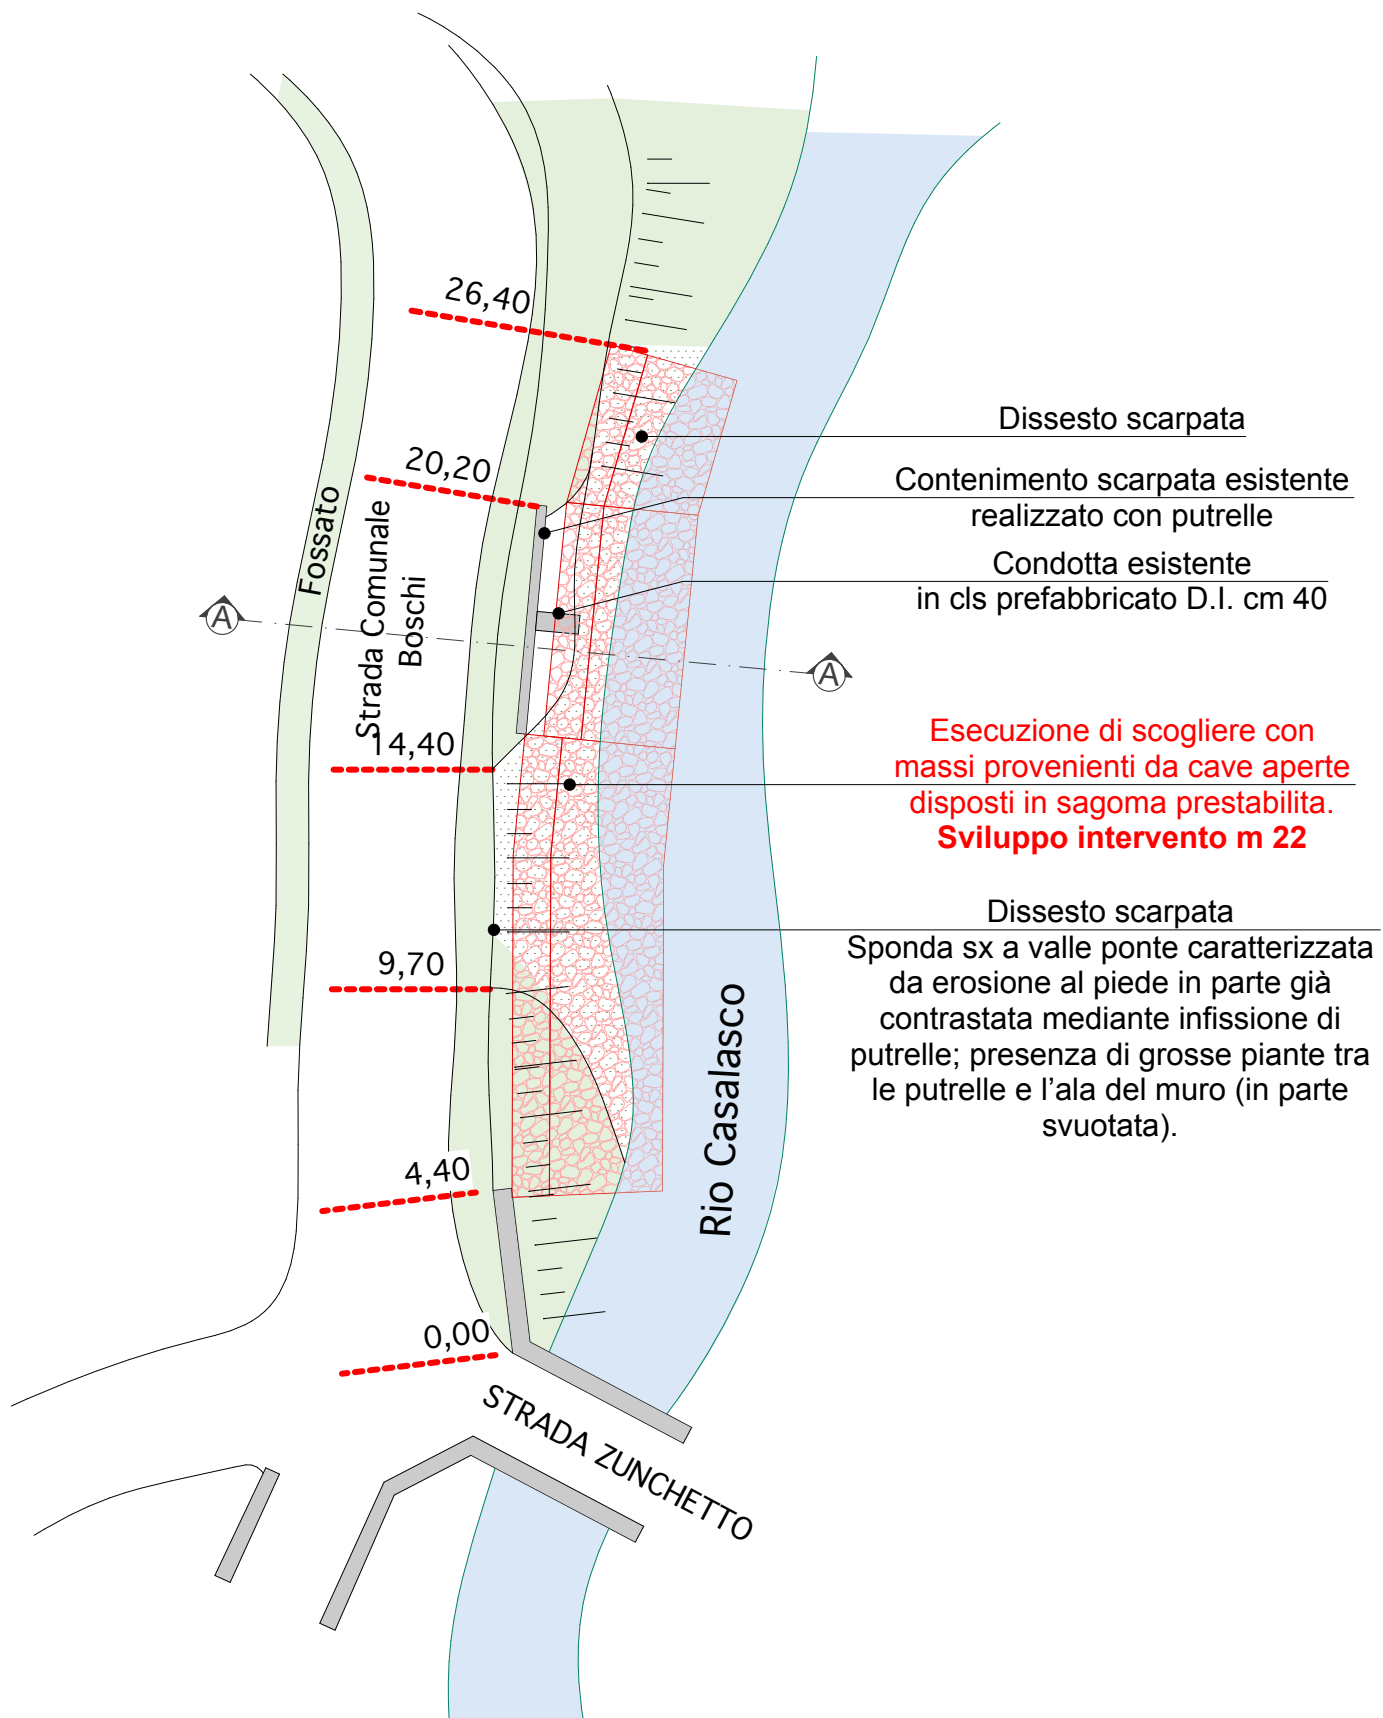 26,40
Dissesto scarpata
20,20
Contenimento scarpata esistente
realizzato con putrelle
Fossato
Strada Comunale
Boschi
Condotta esistente
in cls prefabbricato D.I. cm 40
A
A
14,40
Esecuzione di scogliere con
massi provenienti da cave aperte
disposti in sagoma prestabilita.
Sviluppo intervento m 22
Dissesto scarpata
Sponda sx a valle ponte caratterizzata
da erosione al piede in parte già
contrastata mediante infissione di
putrelle; presenza di grosse piante tra
le putrelle e l’ala del muro (in parte
svuotata).
9,70
Rio Casalasco
4,40
0,00
STRADA ZUNCHETTO